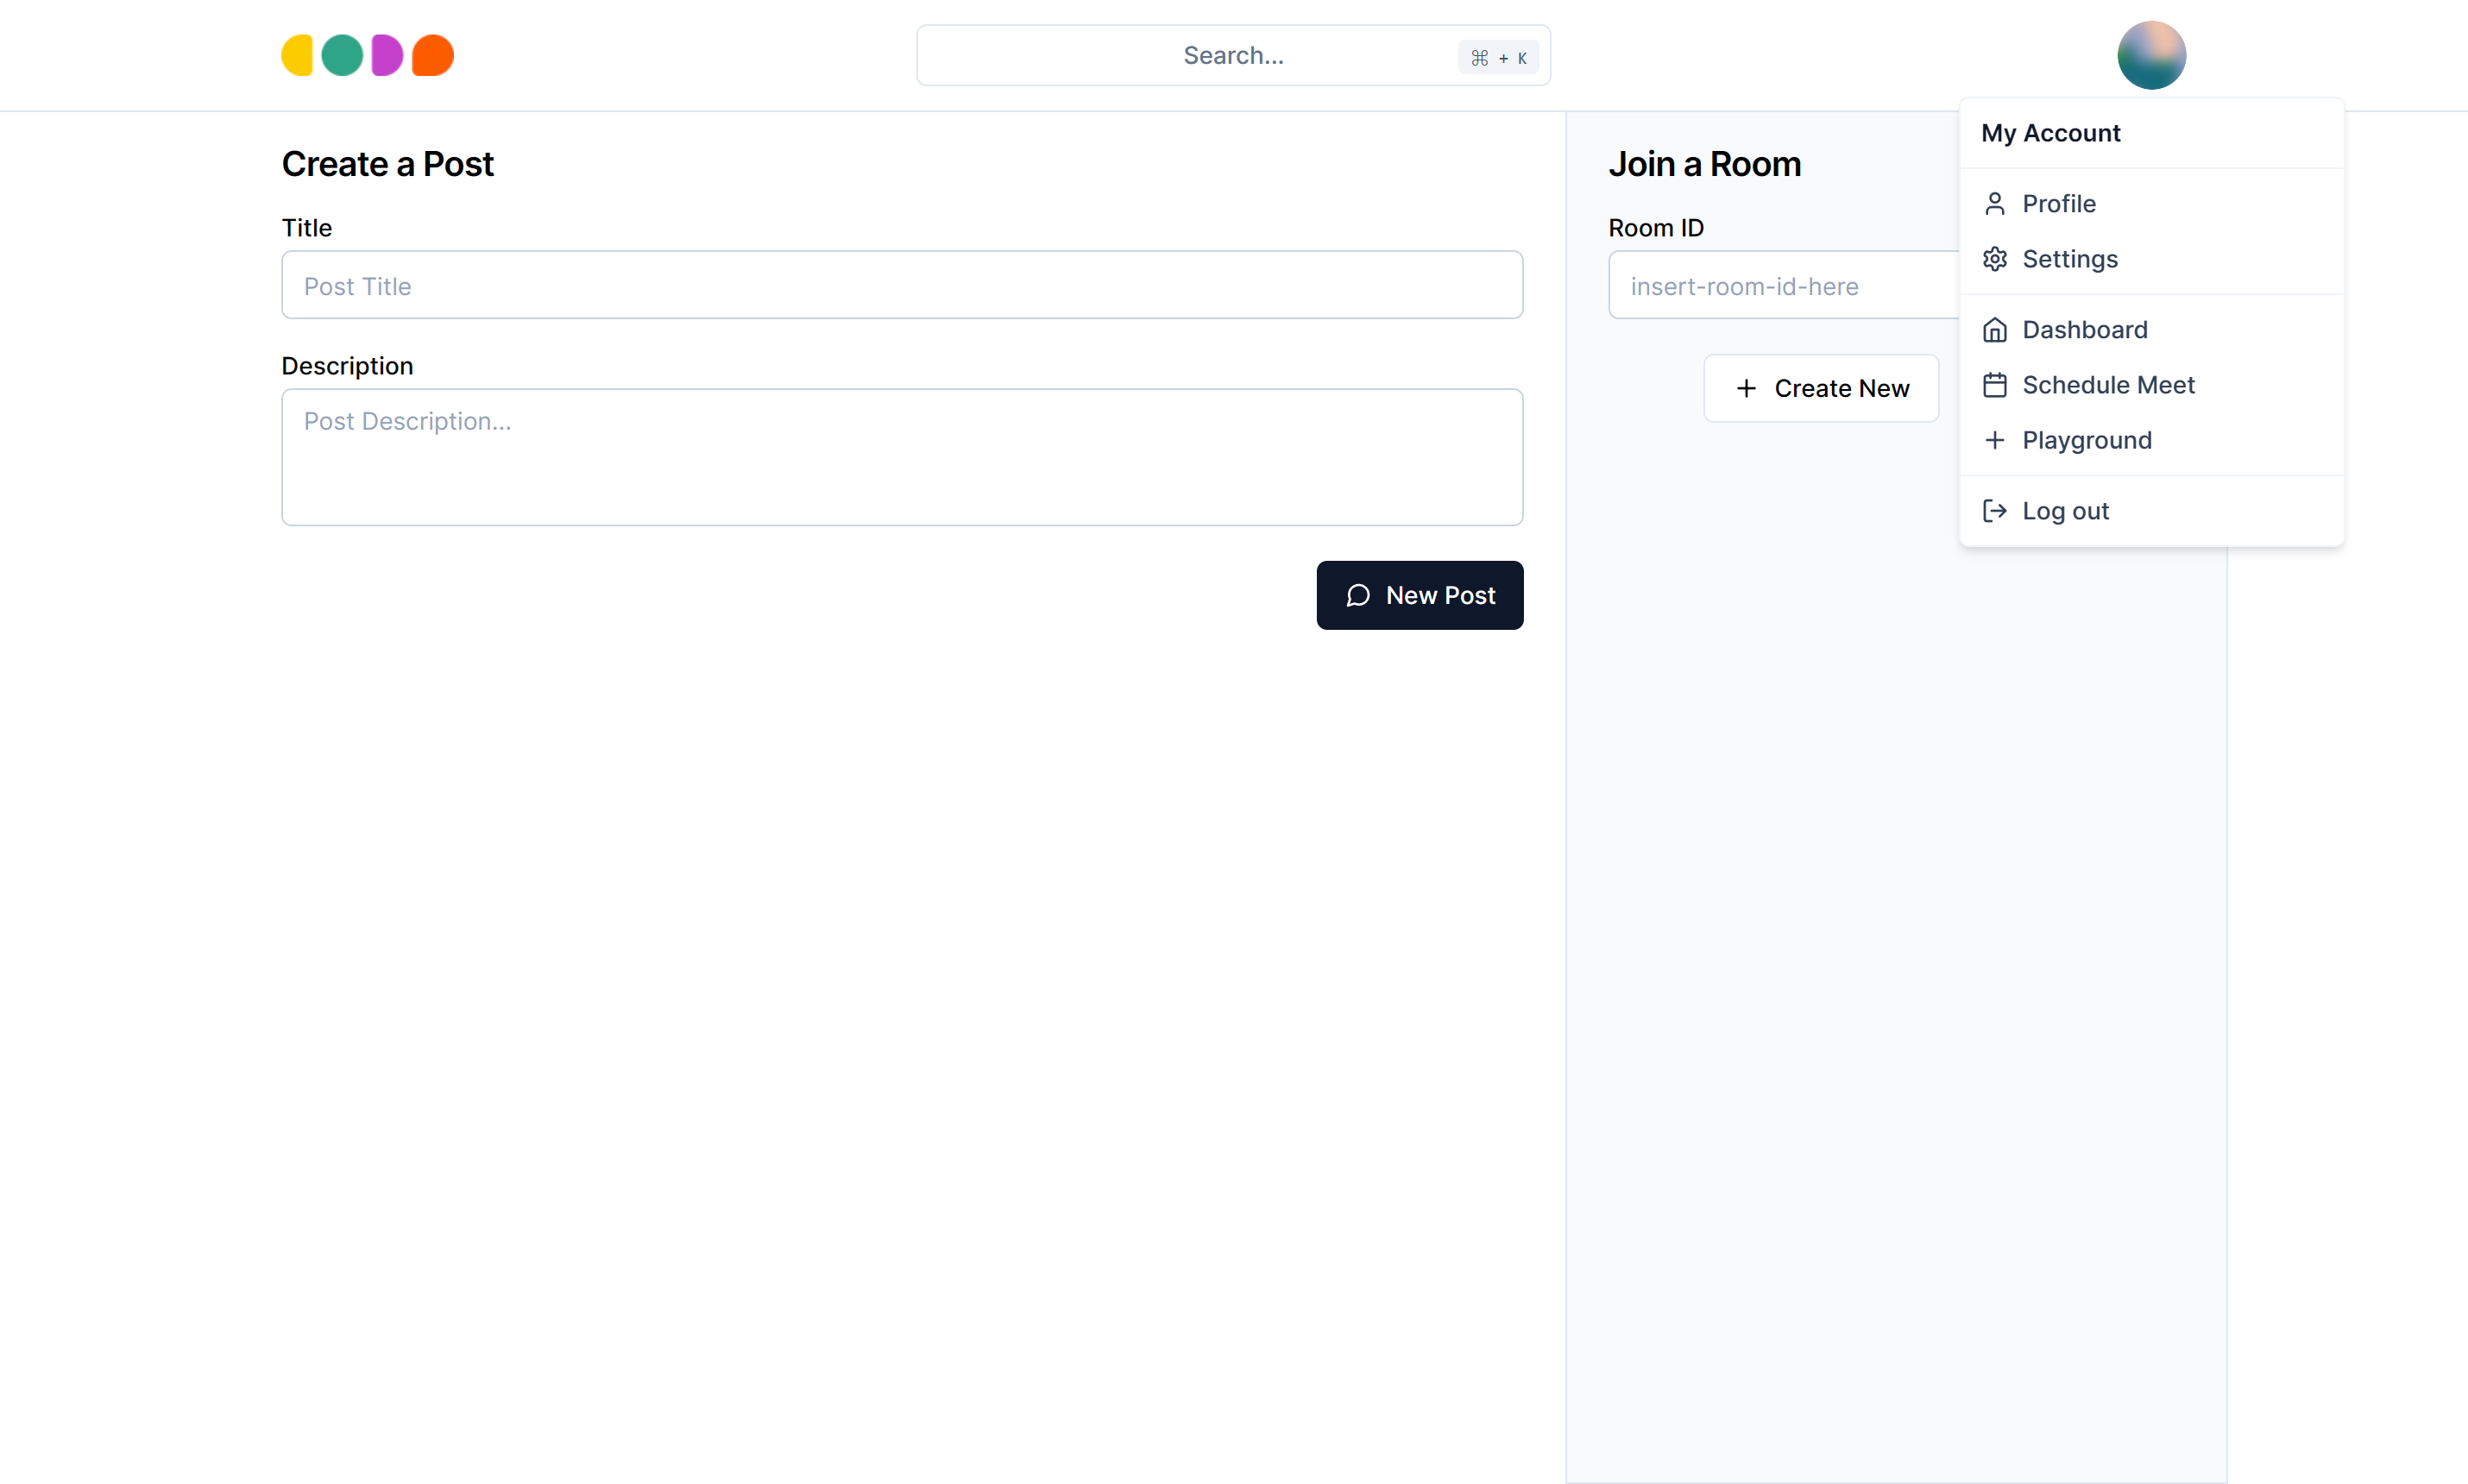 Search...
⌘ + K
Create a Post
Title
Post Title
Description
Post Description...
New Post
Join a Room
Room ID
insert-room-id-here
Create New
My Account
Profile
Settings
Dashboard
Schedule Meet
Playground
Log out